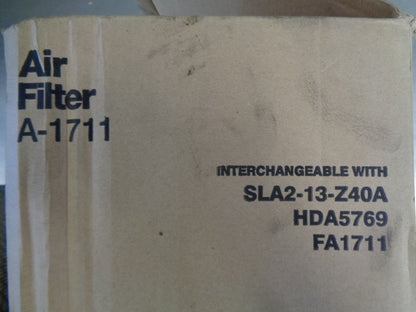 Air
Filter
A-1711
INTERCHANGEABLE WITH
SLA2-13-Z40A
HDA5769
FA1711